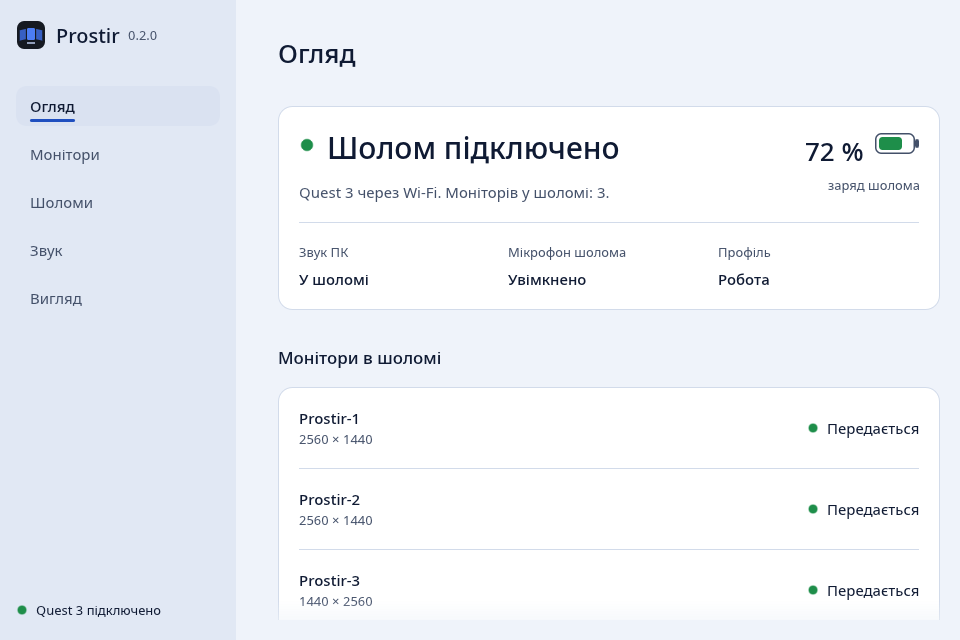 Prostir 0.2.0
Огляд
Монітори
Шоломи
Звук
Вигляд
Quest 3 підключено
Огляд
Шолом підключено
72 %
Quest 3 через Wi-Fi. Моніторів у шоломі: 3.
заряд шолома
Звук ПК
У шоломі
Мікрофон шолома
Увімкнено
Профіль
Робота
Монітори в шоломі
Prostir-1
2560 × 1440
Передається
Prostir-2
2560 × 1440
Передається
Prostir-3
1440 × 2560
Передається